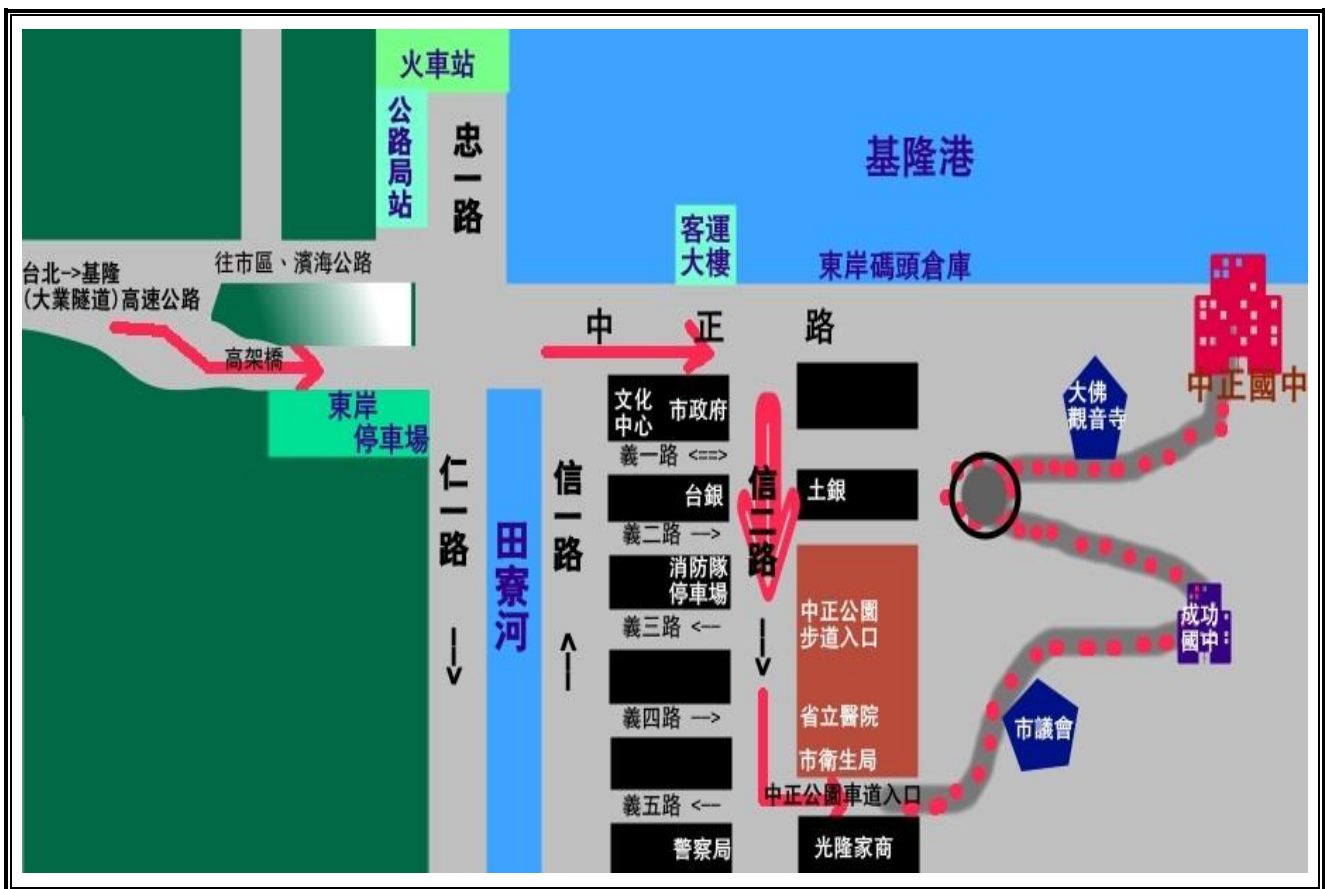 火車站
公路局站
忠一路
基隆港
客運
大樓
東岸碼頭倉庫
往市區、濱海公路
台北->基隆
(大業隧道)高速公路
高架橋
中正路
中正國中
東岸
停車場
文化
中心
市政府
大佛
觀音寺
義一路 <==>
仁一路
-->
田寮河
信一路
<--
台銀
信二路
-->
土銀
義二路 -->
消防隊
停車場
義三路 <--
中正公園
步道入口
成功
國中
義四路 -->
省立醫院
市議會
市衛生局
中正公園車道入口
義五路 <--
警察局
光隆家商